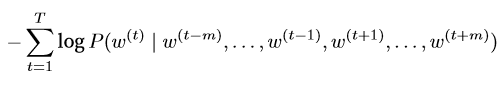 $$-\sum_{t=1}^{T} \log P(w^{(t)} \mid w^{(t-m)}, \ldots, w^{(t-1)}, w^{(t+1)}, \ldots, w^{(t+m)})$$